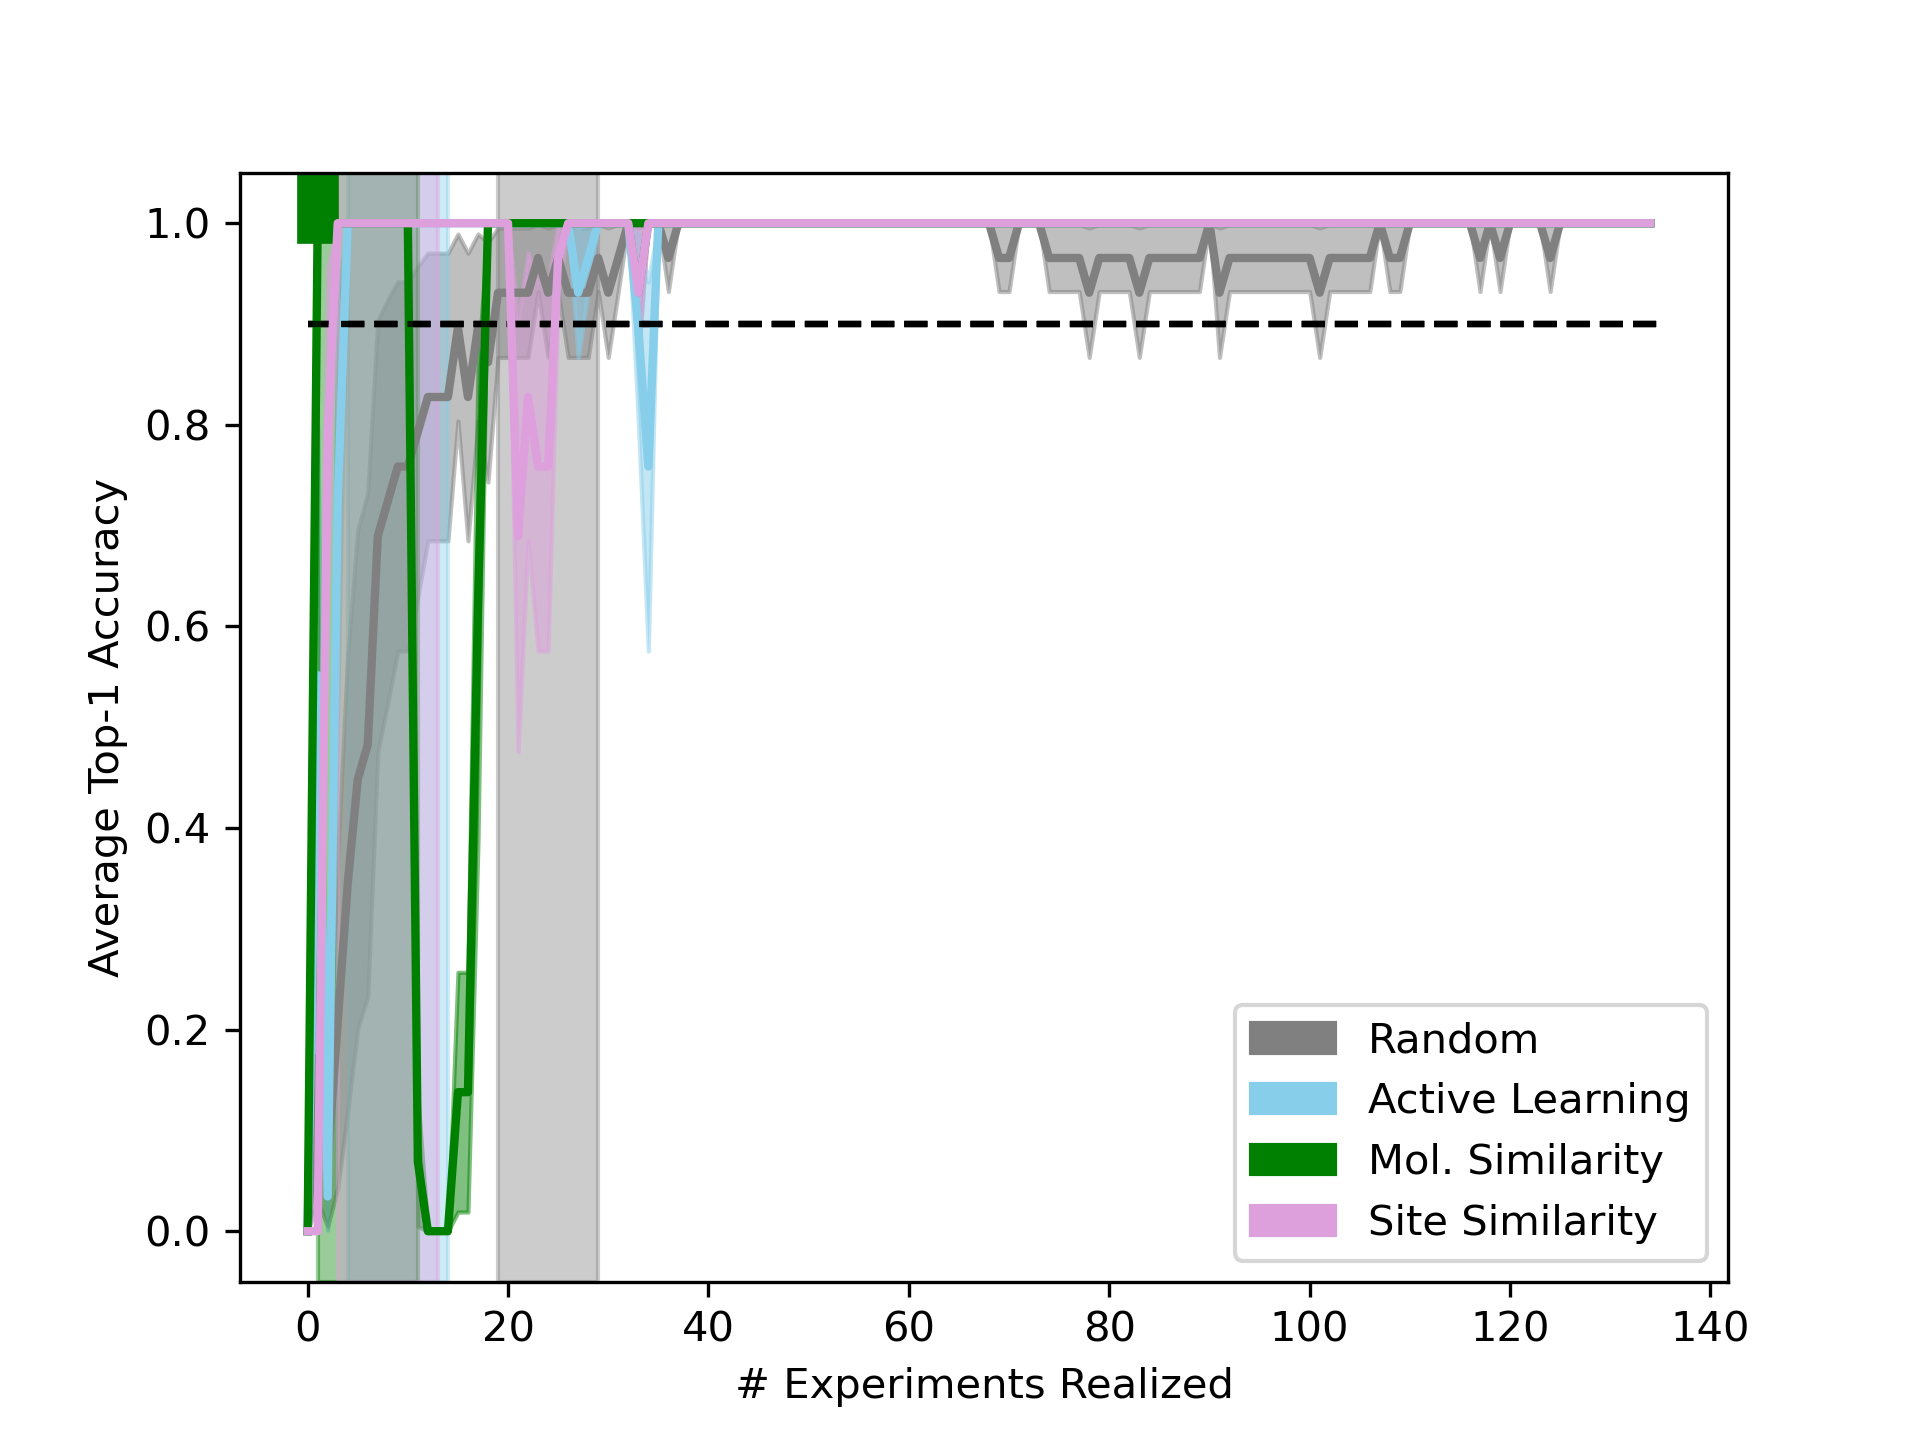 1.0
0.8
0.6
0.4
0.2
0.0
Average Top-1 Accuracy
0 20 40 60 80 100 120 140
# Experiments Realized
Random
Active Learning
Mol. Similarity
Site Similarity